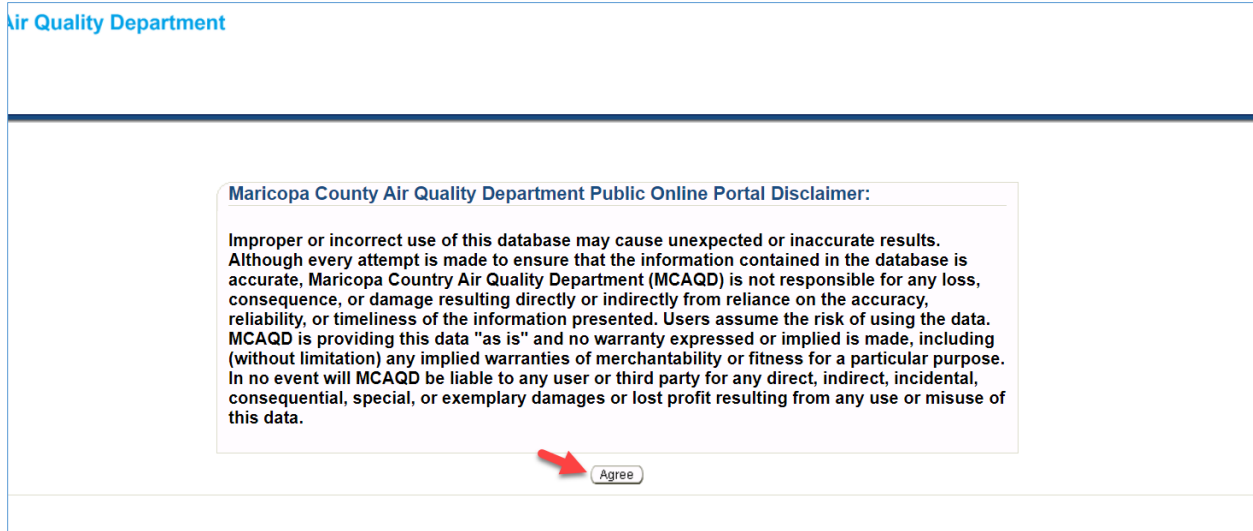 Air Quality Department
Maricopa County Air Quality Department Public Online Portal Disclaimer:
Improper or incorrect use of this database may cause unexpected or inaccurate results.
Although every attempt is made to ensure that the information contained in the database is
accurate, Maricopa Country Air Quality Department (MCAQD) is not responsible for any loss,
consequence, or damage resulting directly or indirectly from reliance on the accuracy,
reliability, or timeliness of the information presented. Users assume the risk of using the data.
MCAQD is providing this data "as is" and no warranty expressed or implied is made, including
(without limitation) any implied warranties of merchantability or fitness for a particular purpose.
In no event will MCAQD be liable to any user or third party for any direct, indirect, incidental,
consequential, special, or exemplary damages or lost profit resulting from any use or misuse of
this data.
Agree